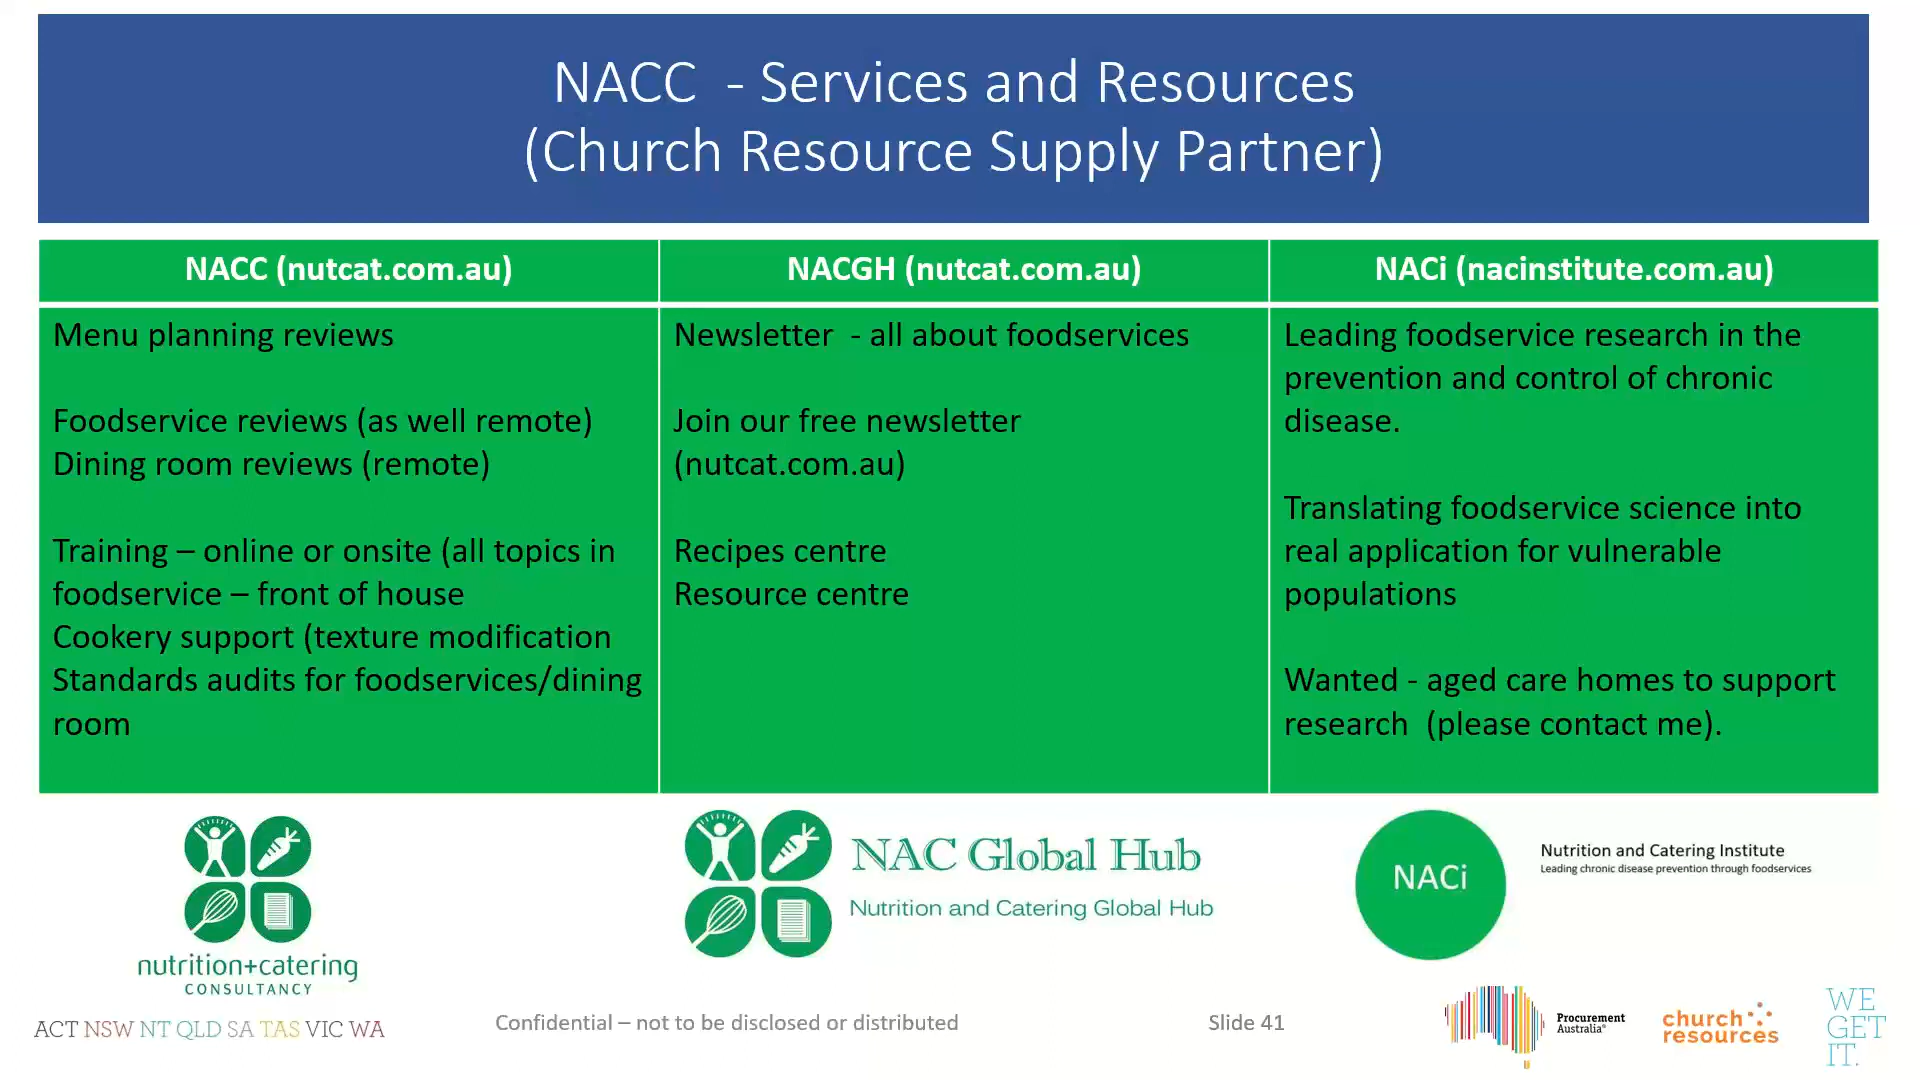 NACC  - Services and Resources
(Church Resource Supply Partner)
NACC (nutcat.com.au)
NACGH (nutcat.com.au)
NACi (nacinstitute.com.au)
Menu planning reviews
Foodservice reviews (as well remote)
Dining room reviews (remote)
Training – online or onsite (all topics in
foodservice – front of house
Cookery support (texture modification
Standards audits for foodservices/dining
room
Newsletter  - all about foodservices
Join our free newsletter
(nutcat.com.au)
Recipes centre
Resource centre
Leading foodservice research in the
prevention and control of chronic
disease.
Translating foodservice science into
real application for vulnerable
populations
Wanted - aged care homes to support
research  (please contact me).
nutrition+catering
CONSULTANCY
NAC Global Hub
Nutrition and Catering Global Hub
NACi
Nutrition and Catering Institute
Leading chronic disease prevention through foodservices
ACT NSW NT QLD SA TAS VIC WA
Confidential – not to be disclosed or distributed
Slide 41
Procurement
Australia®
church
resources
WE
GET
IT.